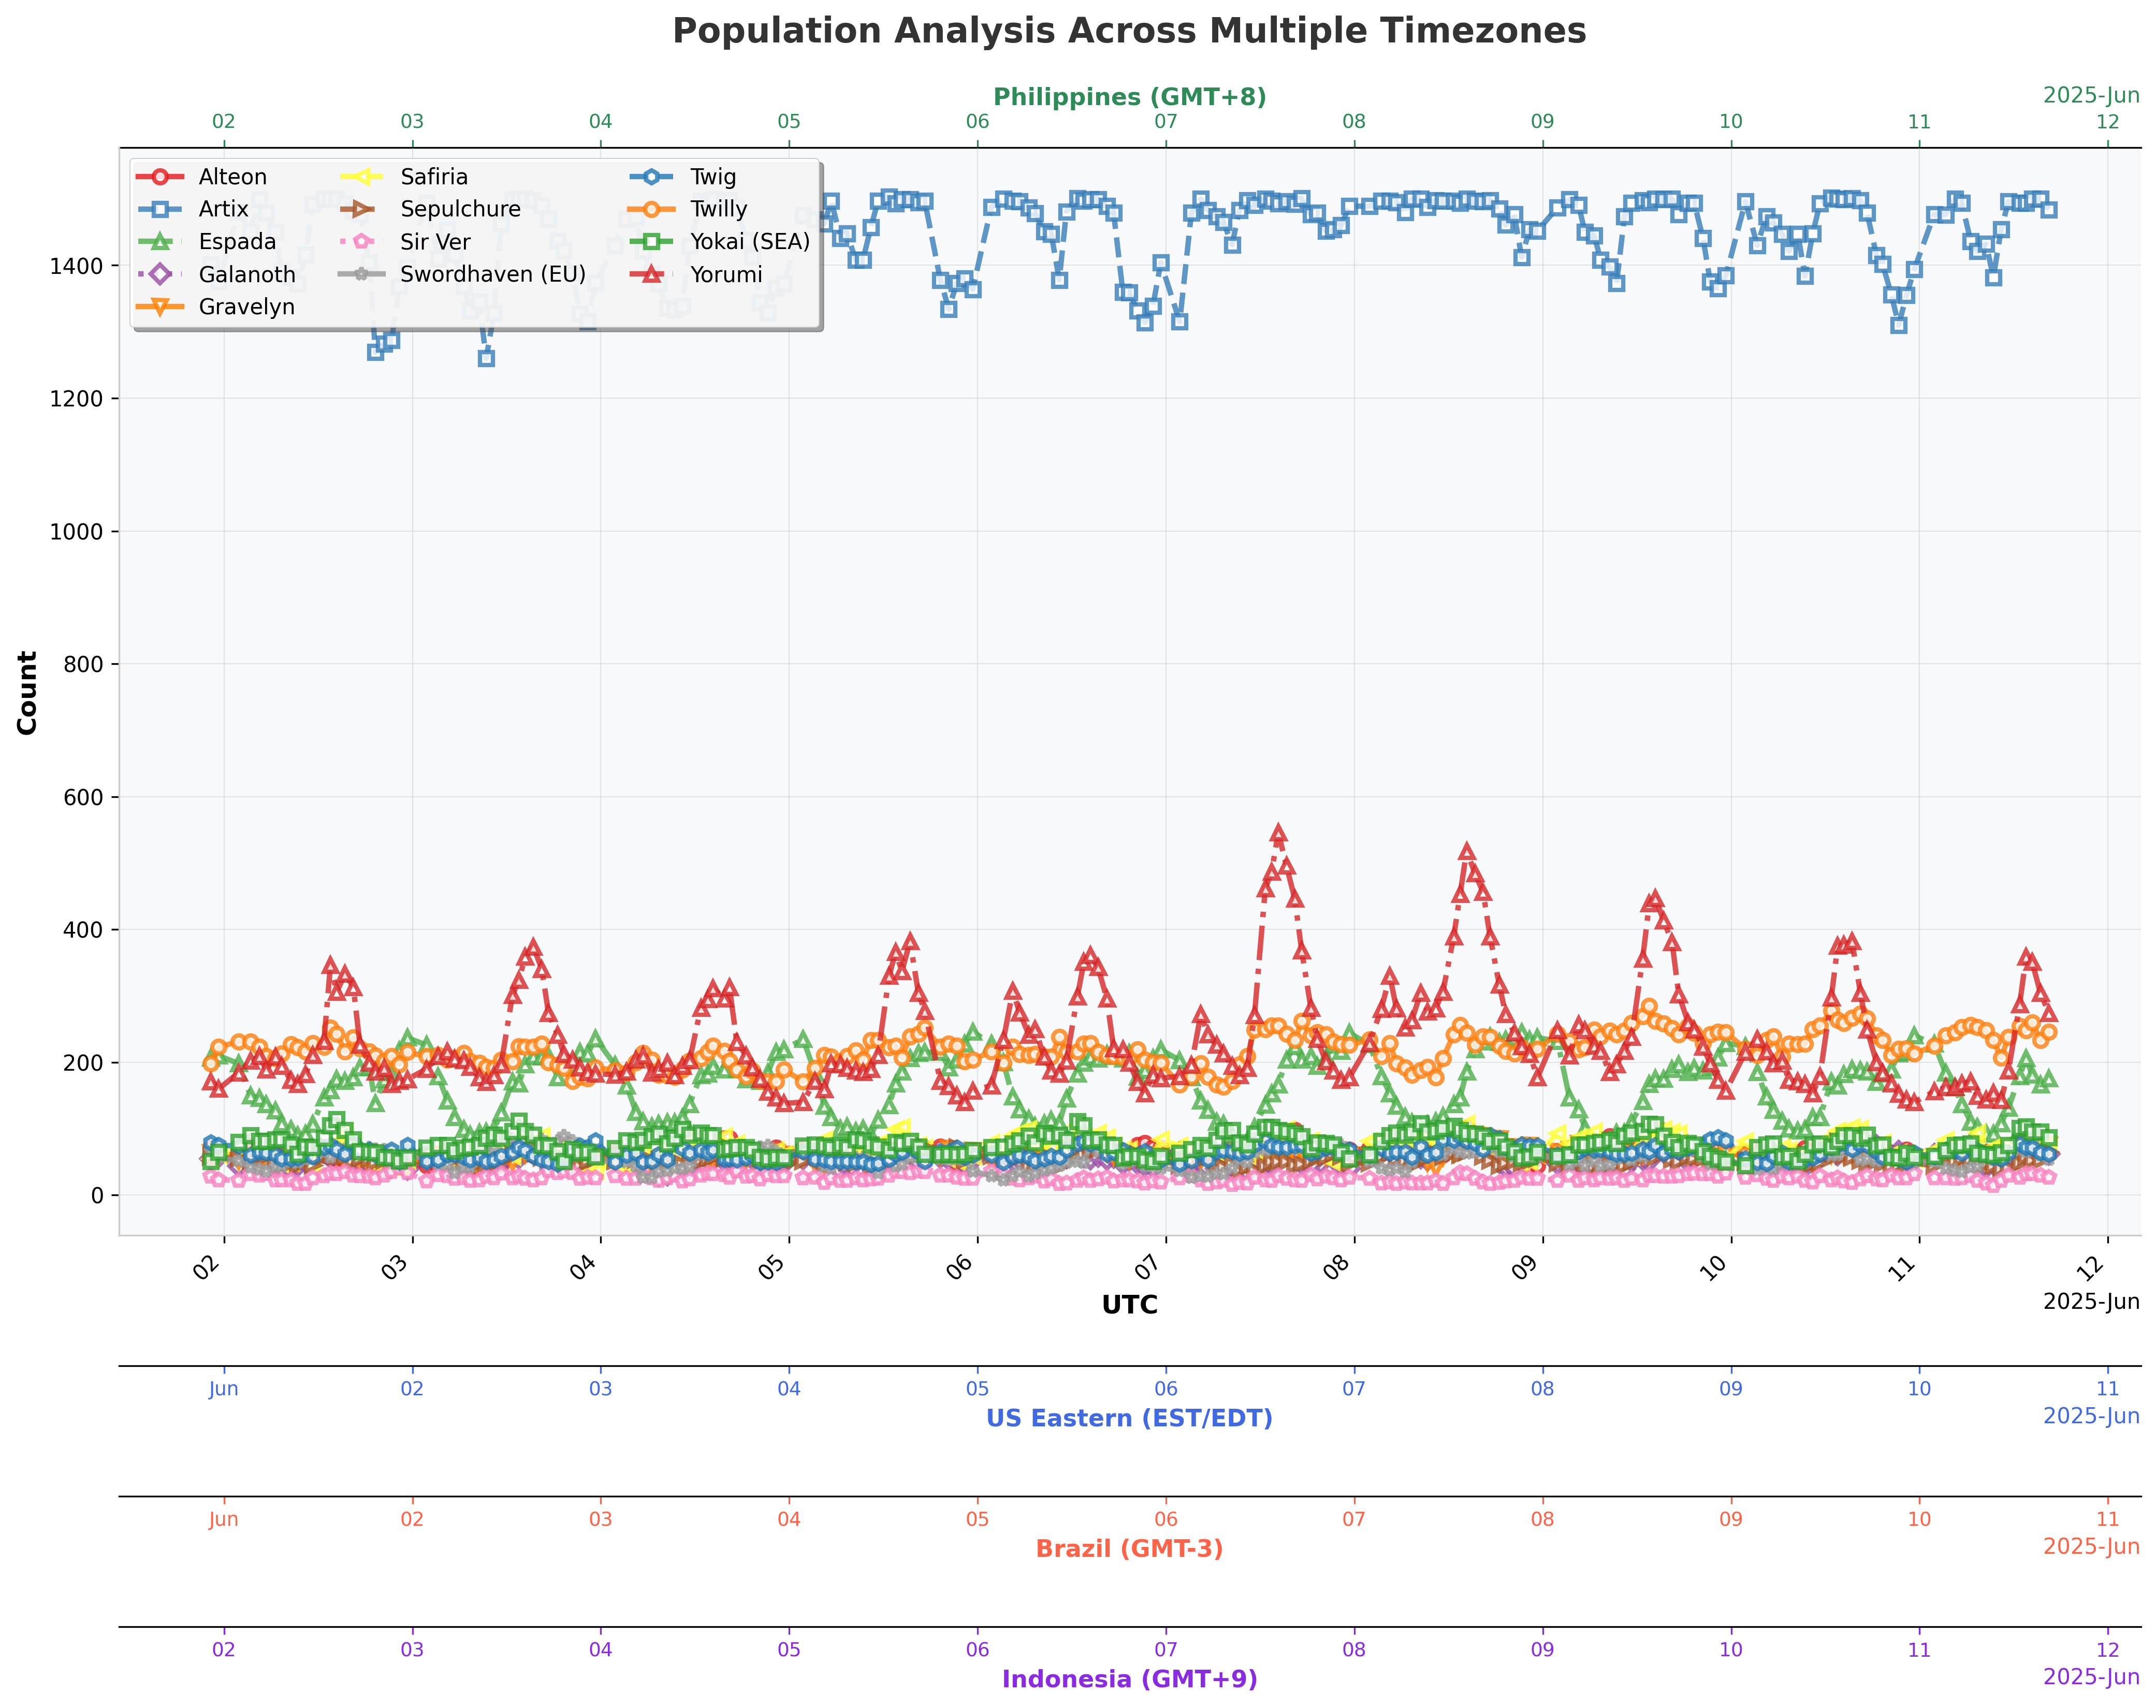 Population Analysis Across Multiple Timezones
Philippines (GMT+8)
2025-Jun
02 03 04 05 06 07 08 09 10 11 12
Alteon Safiria Twig
Artix Sepulchure Twilly
Espada Sir Ver Yokai (SEA)
Galanoth Swordhaven (EU) Yorumi
Gravelyn
1400
1200
1000
800
600
400
200
0
Count
02 03 04 05 06 07 08 09 10 11 12
UTC
2025-Jun
Jun 02 03 04 05 06 07 08 09 10 11
US Eastern (EST/EDT)
2025-Jun
Jun 02 03 04 05 06 07 08 09 10 11
Brazil (GMT-3)
2025-Jun
02 03 04 05 06 07 08 09 10 11 12
Indonesia (GMT+9)
2025-Jun